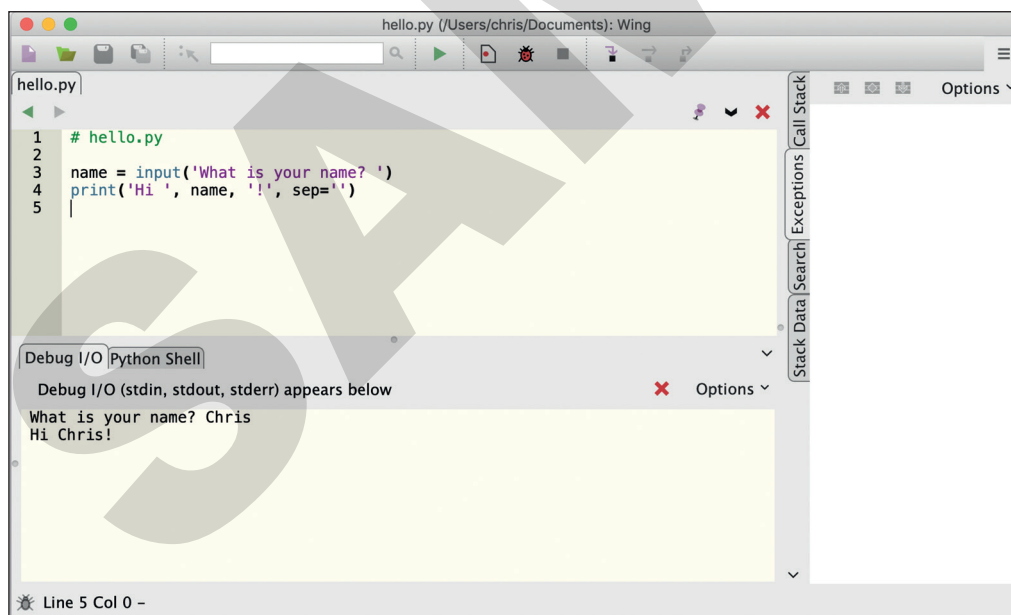 hello.py (/Users/chris/Documents): Wing
hello.py
Options
1 # hello.py
2
3 name = input('What is your name? ')
4 print('Hi ', name, '!', sep='')
5
Call Stack
Exceptions
Search
Stack Data
Debug I/O Python Shell
Debug I/O (stdin, stdout, stderr) appears below
Options
What is your name? Chris
Hi Chris!
Line 5 Col 0 –